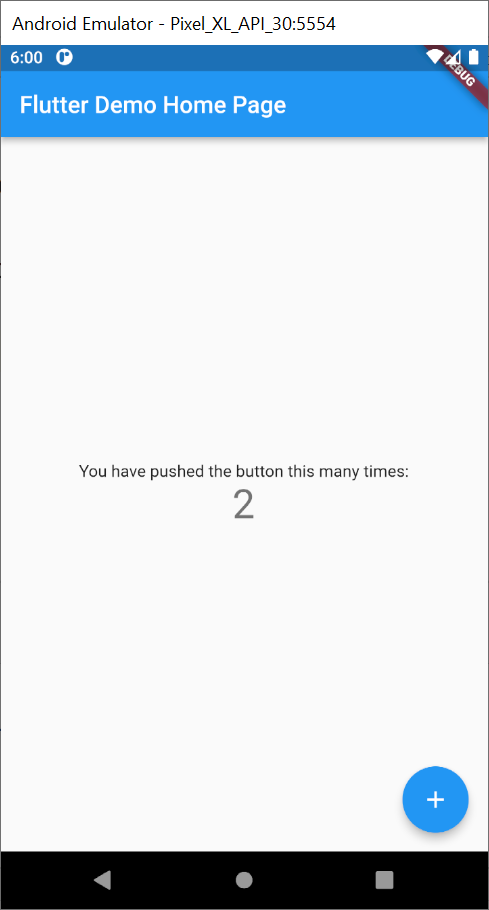 Android Emulator - Pixel_XL_API_30:5554
6:00
DEBUG
Flutter Demo Home Page
You have pushed the button this many times:
2
+